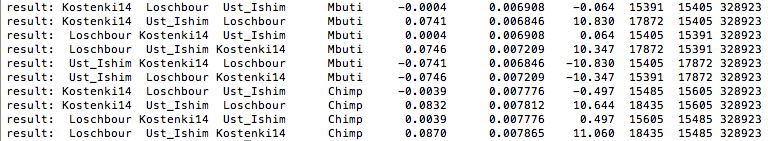 result: Kostenki14 Loschbour Ust_Ishim Mbuti -0.0004 0.006908 -0.064 15391 15405 328923
result: Kostenki14 Ust_Ishim Loschbour Mbuti 0.0741 0.006846 10.830 17872 15405 328923
result: Loschbour Kostenki14 Ust_Ishim Mbuti 0.0004 0.006908 0.064 15405 15391 328923
result: Loschbour Ust_Ishim Kostenki14 Mbuti 0.0746 0.007209 10.347 17872 15391 328923
result: Ust_Ishim Kostenki14 Loschbour Mbuti -0.0741 0.006846 -10.830 15405 17872 328923
result: Ust_Ishim Loschbour Kostenki14 Mbuti -0.0746 0.007209 -10.347 15391 17872 328923
result: Kostenki14 Loschbour Ust_Ishim Chimp -0.0039 0.007776 -0.497 15485 15605 328923
result: Kostenki14 Ust_Ishim Loschbour Chimp 0.0832 0.007812 10.644 18435 15605 328923
result: Loschbour Kostenki14 Ust_Ishim Chimp 0.0039 0.007776 0.497 15605 15485 328923
result: Loschbour Ust_Ishim Kostenki14 Chimp 0.0870 0.007865 11.060 18435 15485 328923